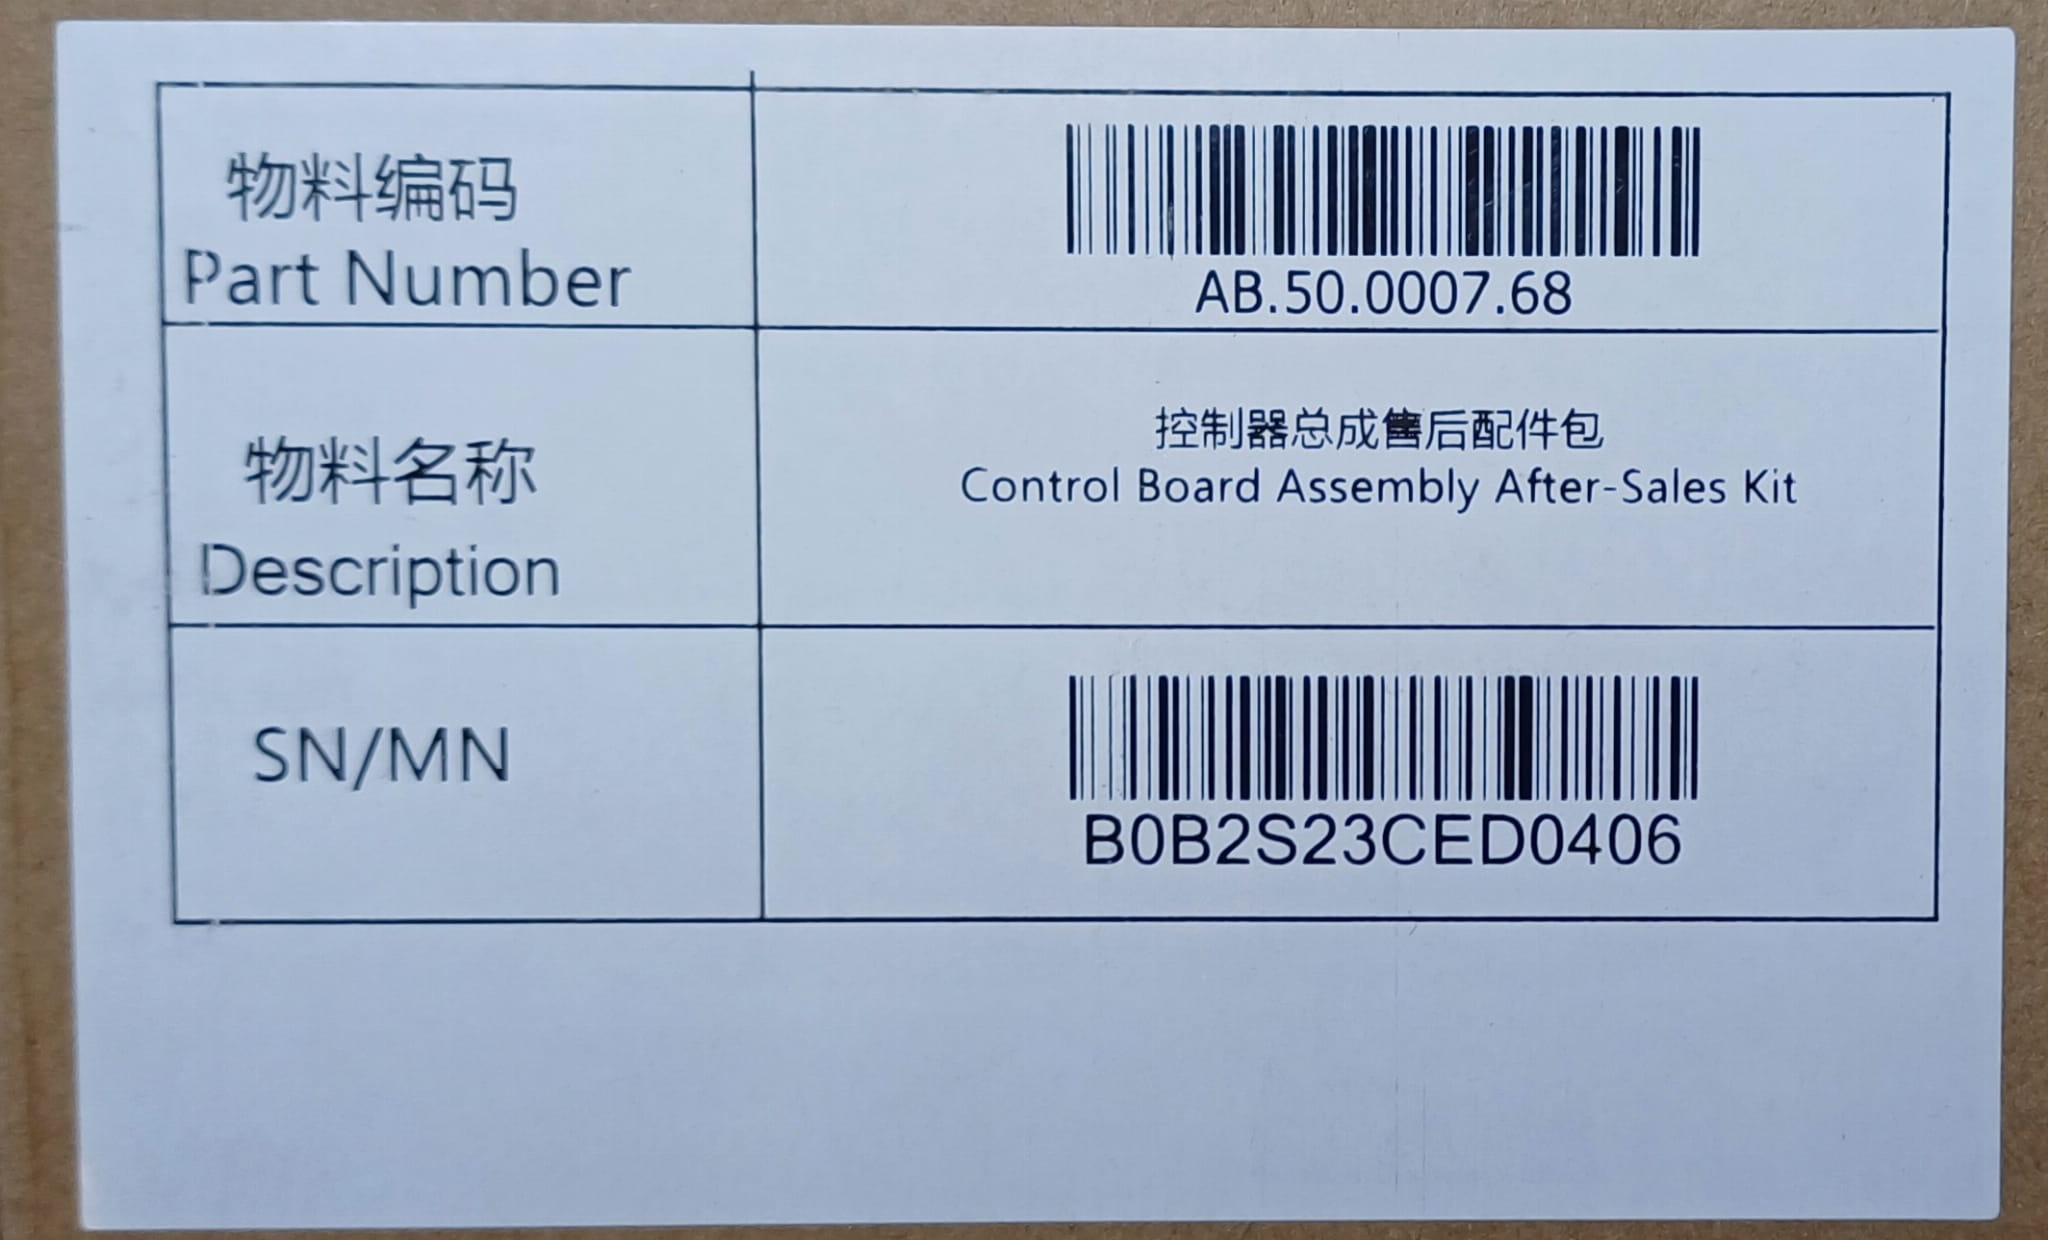 物料编码
Part Number
AB.50.0007.68
物料名称
Description
控制器总成售后配件包
Control Board Assembly After-Sales Kit
SN/MN
B0B2S23CED0406